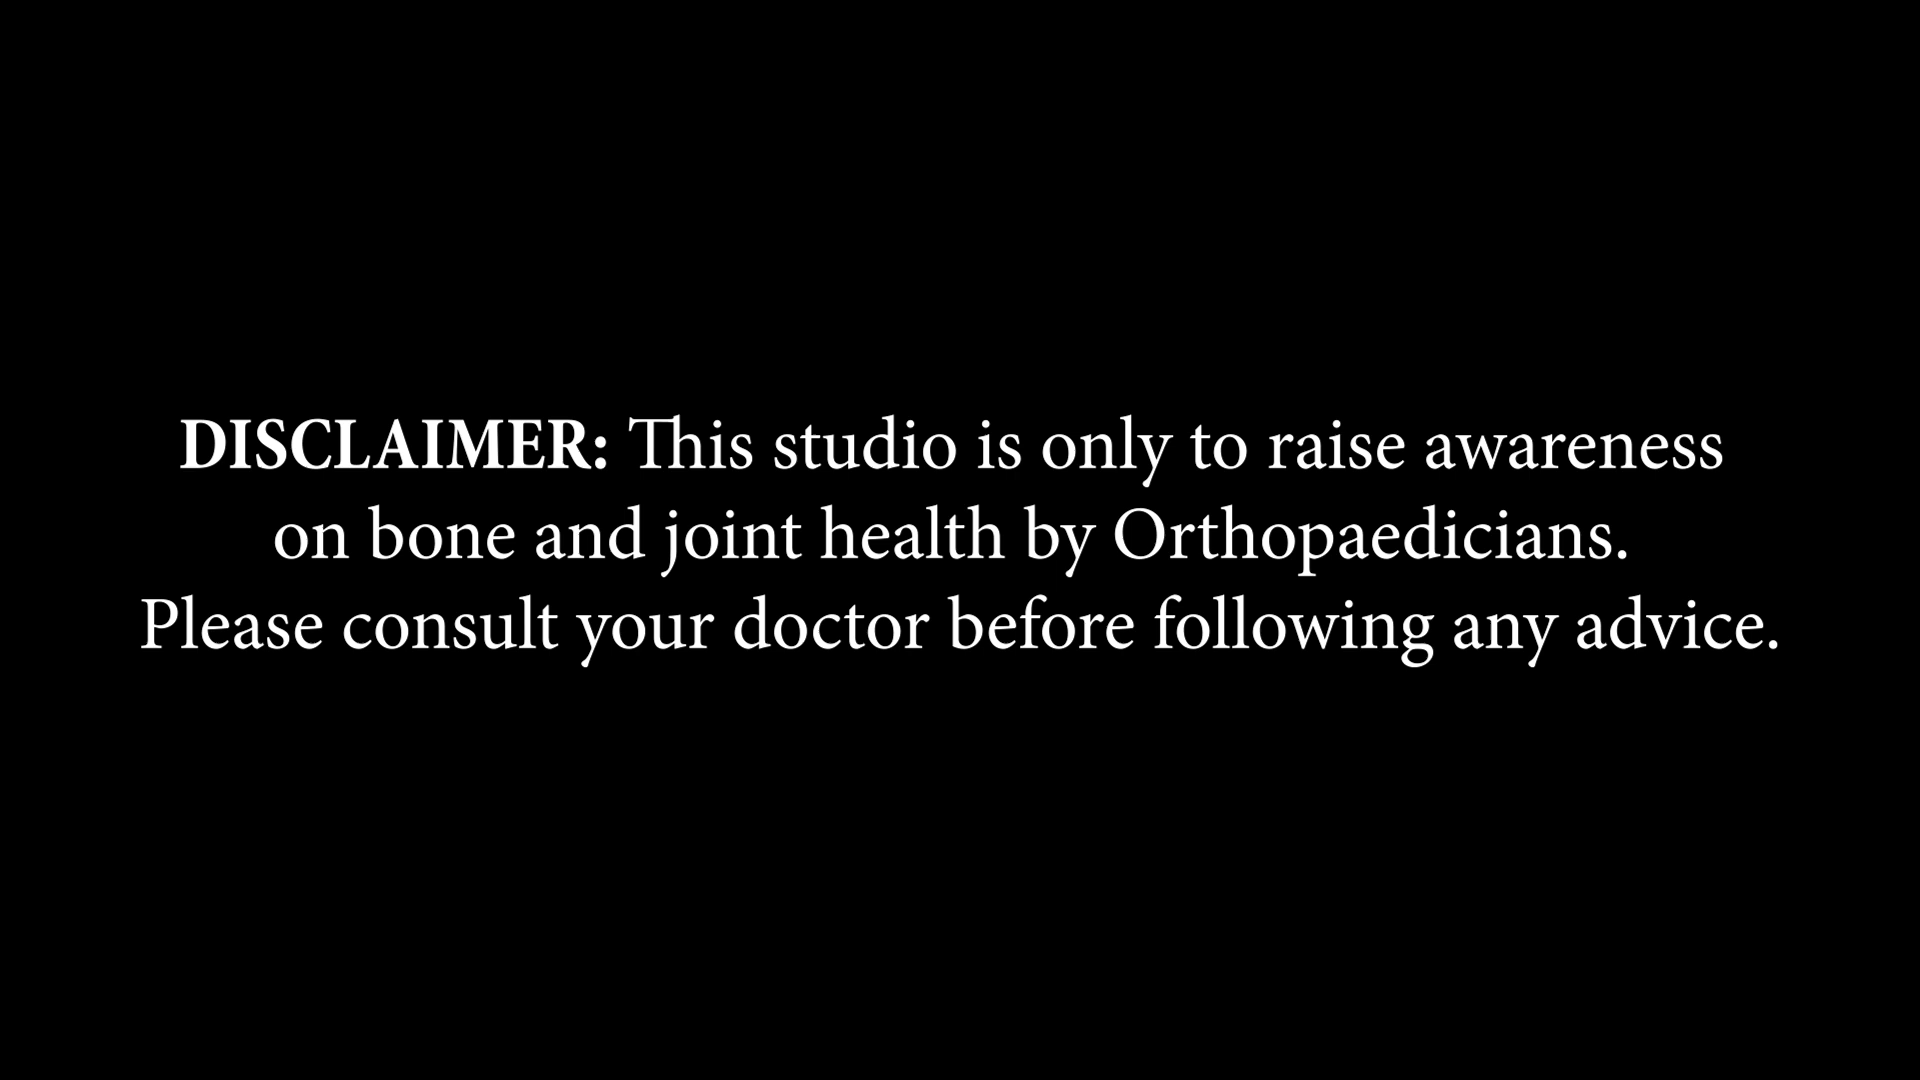 DISCLAIMER: This studio is only to raise awareness
on bone and joint health by Orthopaedicians.
Please consult your doctor before following any advice.